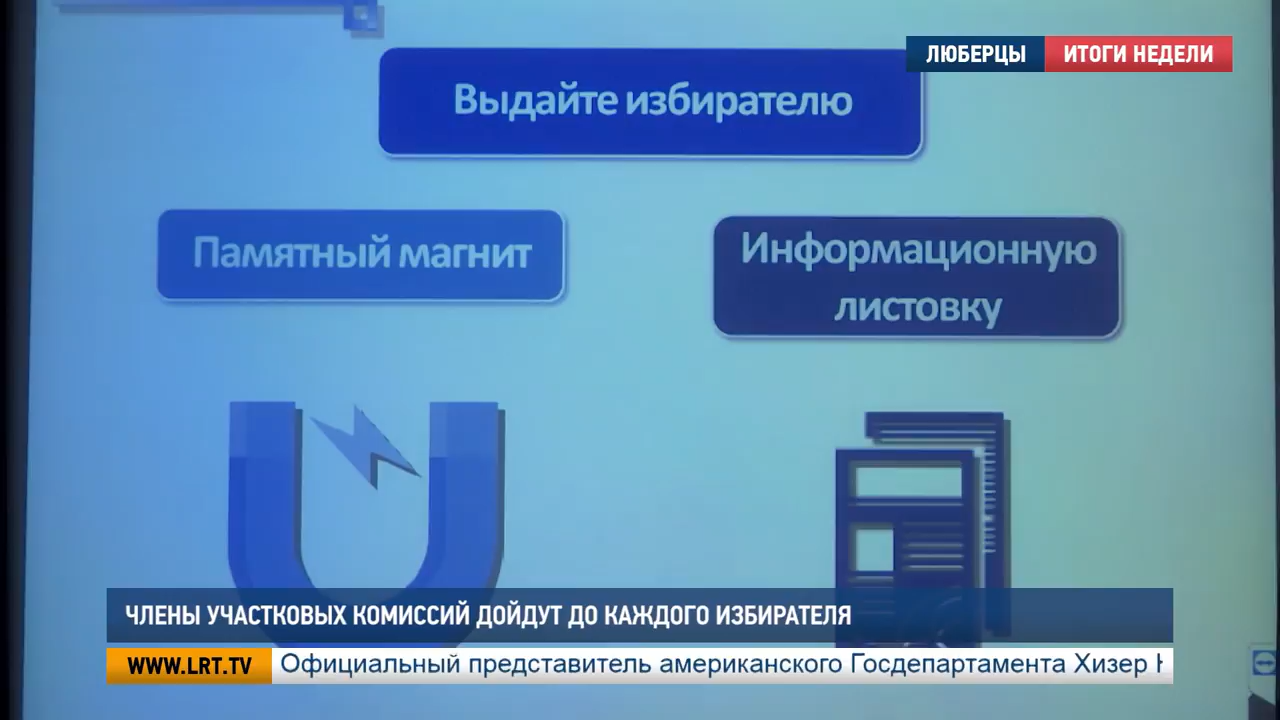 ЛЮБЕРЦЫ ИТОГИ НЕДЕЛИ
Выдайте избирателю
Памятный магнит
Информационную
листовку
ЧЛЕНЫ УЧАСТКОВЫХ КОМИССИЙ ДОЙДУТ ДО КАЖДОГО ИЗБИРАТЕЛЯ
WWW.LRT.TV Официальный представитель американского Госдепартамента Хизер